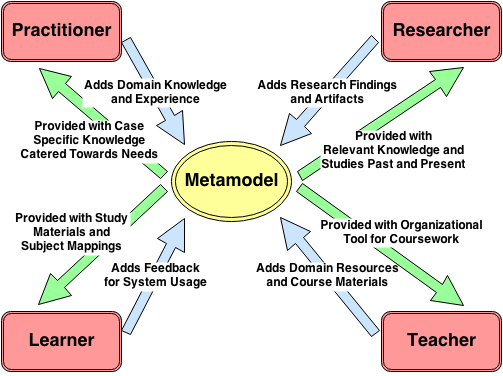 Practitioner
Researcher
Adds Domain Knowledge
and Experience
Adds Research Findings
and Artifacts
Provided with Case
Specific Knowledge
Catered Towards Needs
Provided with
Relevant Knowledge and
Studies Past and Present
Metamodel
Provided with Study
Materials and
Subject Mappings
Provided with Organizational
Tool for Coursework
Adds Feedback
for System Usage
Adds Domain Resources
and Course Materials
Learner
Teacher